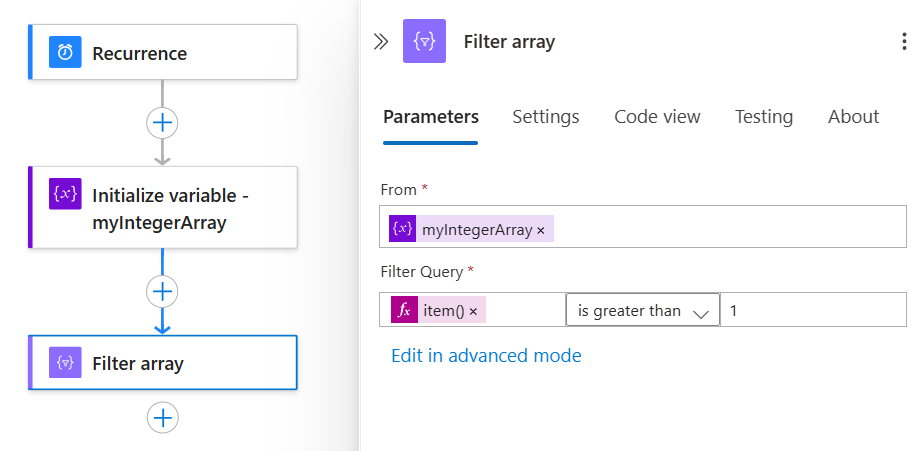 Recurrence
{x} Initialize variable -
myIntegerArray
Filter array
Filter array
Parameters Settings Code view Testing About
From *
{x} myIntegerArray ×
Filter Query *
fx item() × is greater than 1
Edit in advanced mode